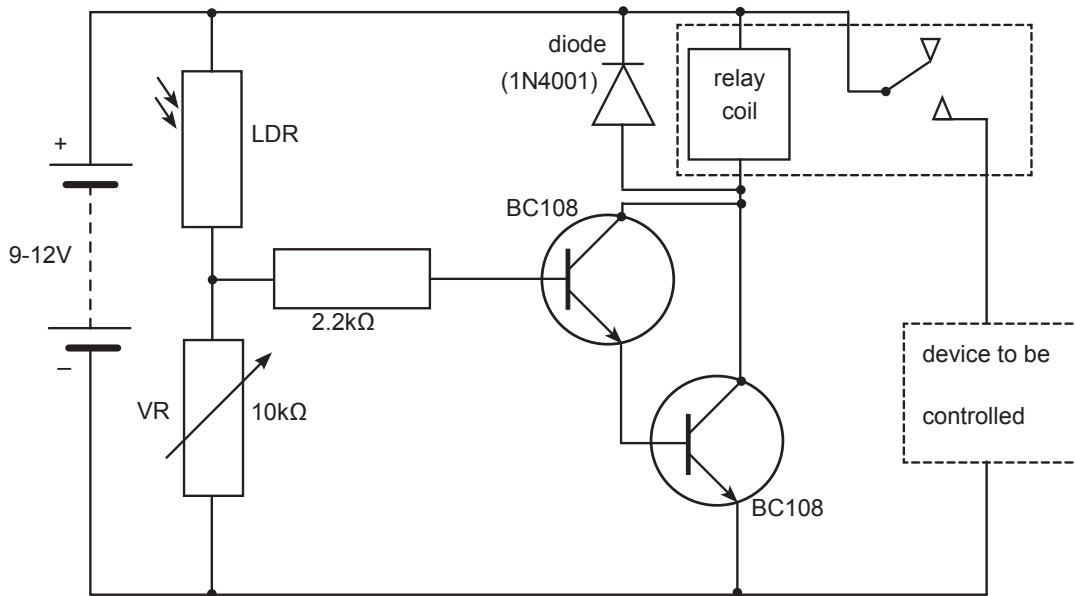 diode
(1N4001)
relay
coil
LDR
+
BC108
9-12V
2.2kΩ
–
device to be
controlled
VR
10kΩ
BC108